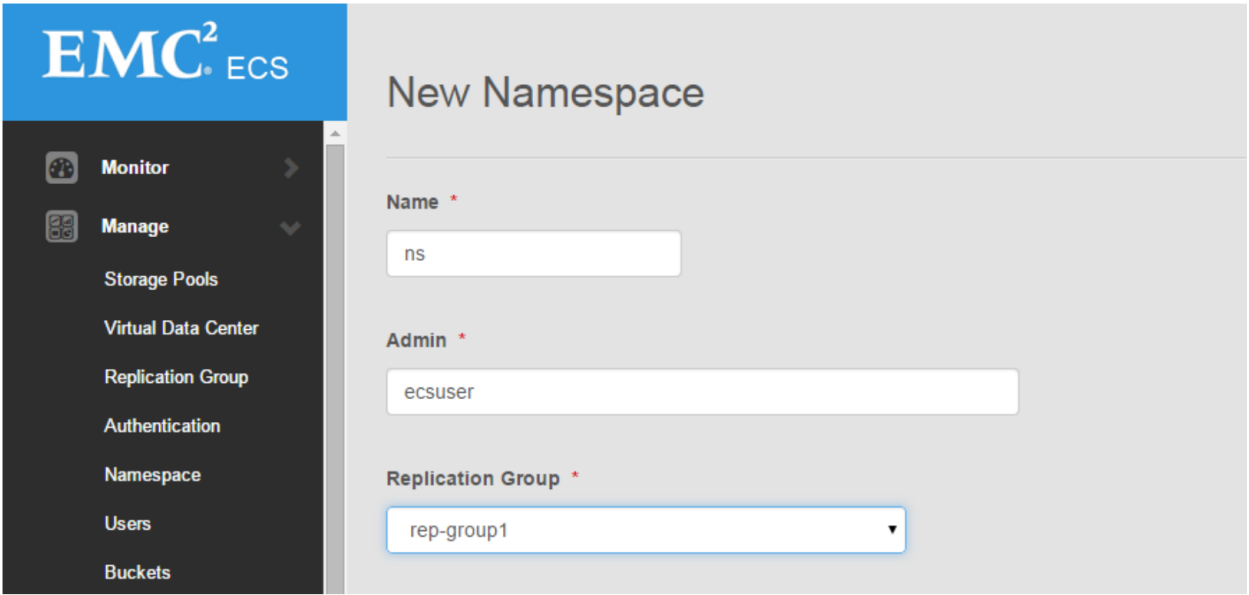 EMC² ECS
Monitor
Manage
Storage Pools
Virtual Data Center
Replication Group
Authentication
Namespace
Users
Buckets
New Namespace
Name *
ns
Admin *
ecsuser
Replication Group *
rep-group1